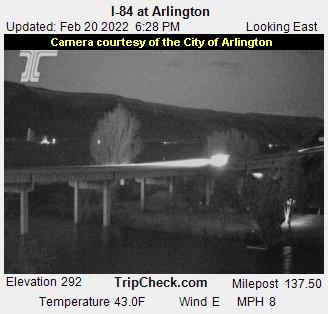 I-84 at Arlington
Updated: Feb 20 2022 6:28 PM Looking East
Camera courtesy of the City of Arlington
Elevation 292 TripCheck.com Milepost 137.50
Temperature 43.0F Wind E MPH 8